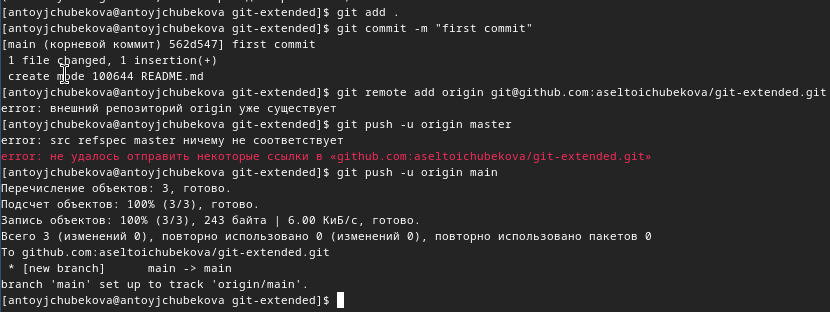 [antoyjchubekova@antoyjchubekova git-extended]$ git add .
[antoyjchubekova@antoyjchubekova git-extended]$ git commit -m "first commit"
[main (корневой коммит) 562d547] first commit
 1 file changed, 1 insertion(+)
 create mode 100644 README.md
[antoyjchubekova@antoyjchubekova git-extended]$ git remote add origin git@github.com:aseltoichubekova/git-extended.git
error: внешний репозиторий origin уже существует
[antoyjchubekova@antoyjchubekova git-extended]$ git push -u origin master
error: src refspec master ничему не соответствует
error: не удалось отправить некоторые ссылки в «github.com:aseltoichubekova/git-extended.git»
[antoyjchubekova@antoyjchubekova git-extended]$ git push -u origin main
Перечисление объектов: 3, готово.
Подсчет объектов: 100% (3/3), готово.
Запись объектов: 100% (3/3), 243 байта | 6.00 КиБ/с, готово.
Всего 3 (изменений 0), повторно использовано 0 (изменений 0), повторно использовано пакетов 0
To github.com:aseltoichubekova/git-extended.git
 * [new branch]      main -> main
branch 'main' set up to track 'origin/main'.
[antoyjchubekova@antoyjchubekova git-extended]$